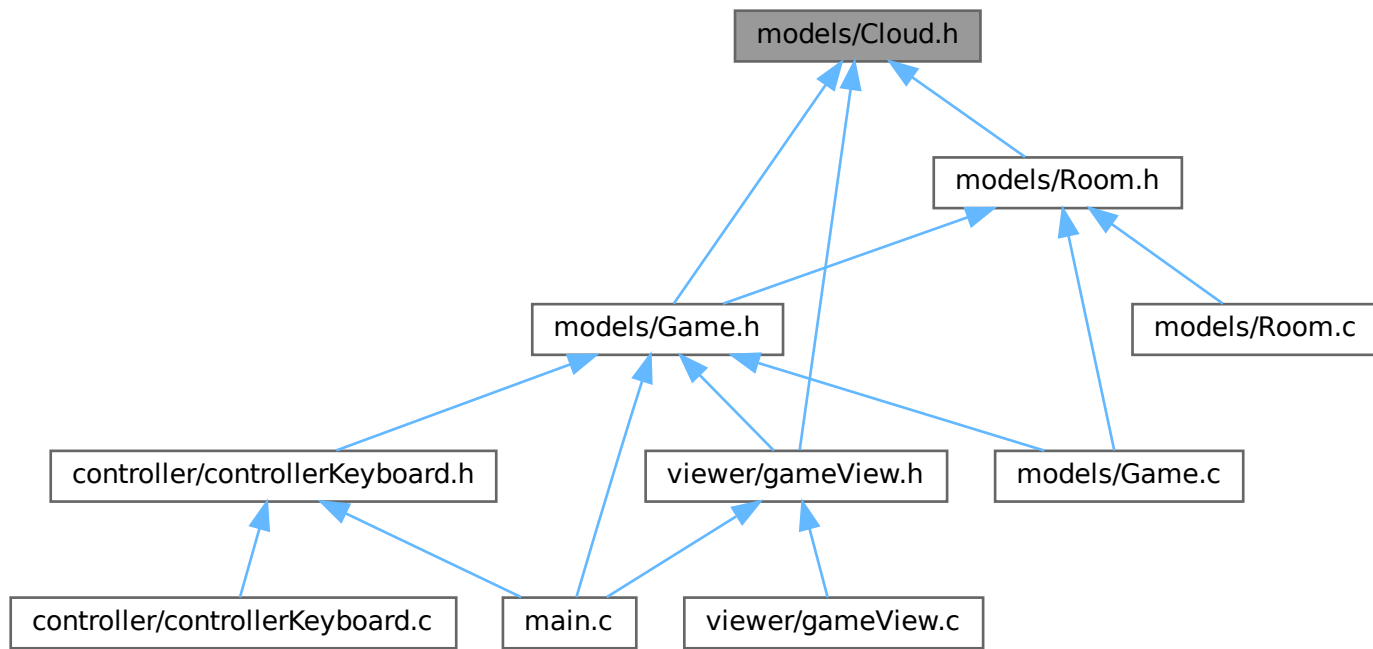 models/Cloud.h
models/Room.h
models/Game.h
models/Room.c
controller/controllerKeyboard.h
viewer/gameView.h
models/Game.c
controller/controllerKeyboard.c
main.c
viewer/gameView.c